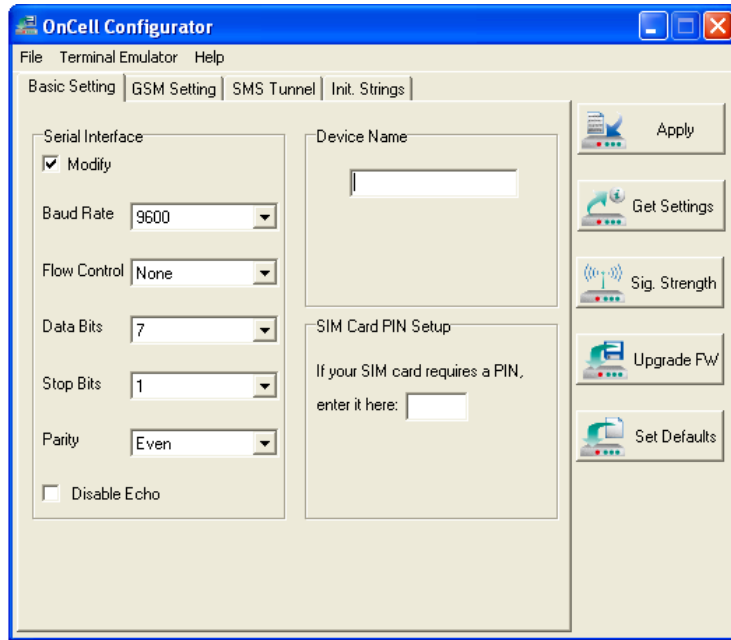 OnCell Configurator
File Terminal Emulator Help
Basic Setting GSM Setting SMS Tunnel Init. Strings
Serial Interface
Modify
Baud Rate 9600
Flow Control None
Data Bits 7
Stop Bits 1
Parity Even
Disable Echo
Device Name
SIM Card PIN Setup
If your SIM card requires a PIN,
enter it here:
Apply
Get Settings
Sig. Strength
Upgrade FW
Set Defaults